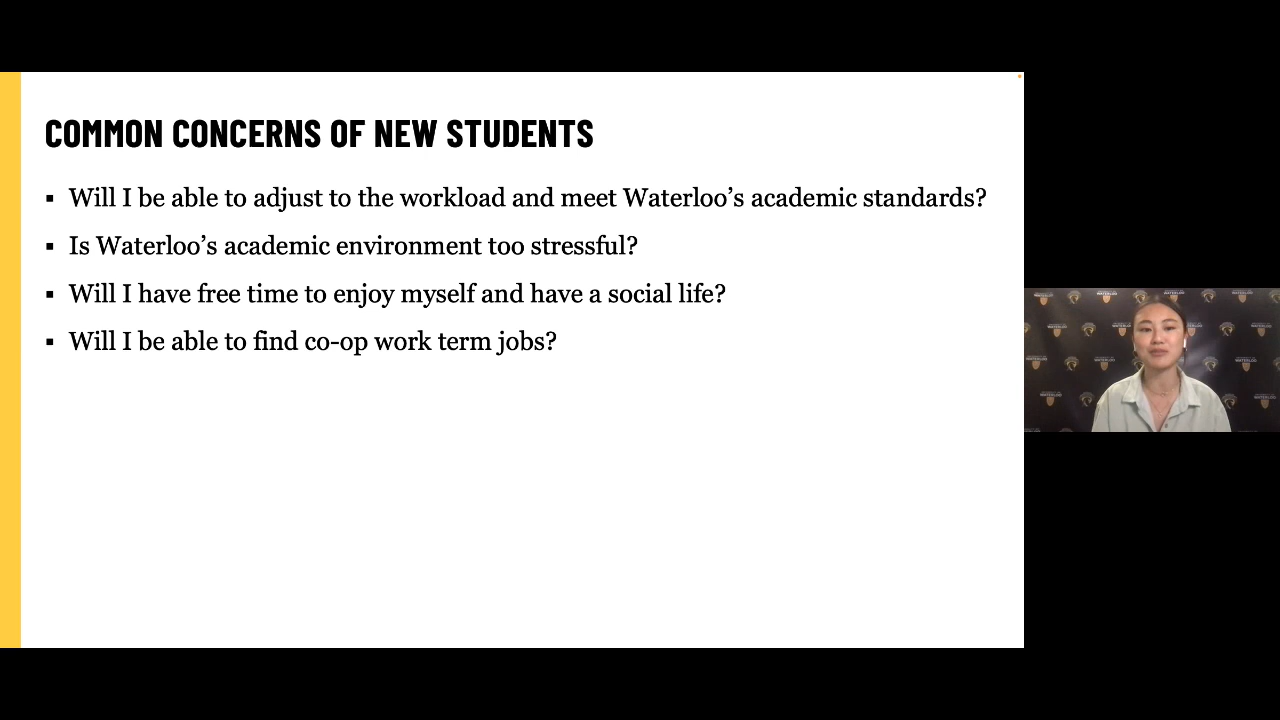 COMMON CONCERNS OF NEW STUDENTS
▪ Will I be able to adjust to the workload and meet Waterloo’s academic standards?
▪ Is Waterloo’s academic environment too stressful?
▪ Will I have free time to enjoy myself and have a social life?
▪ Will I be able to find co-op work term jobs?
WATERLOO